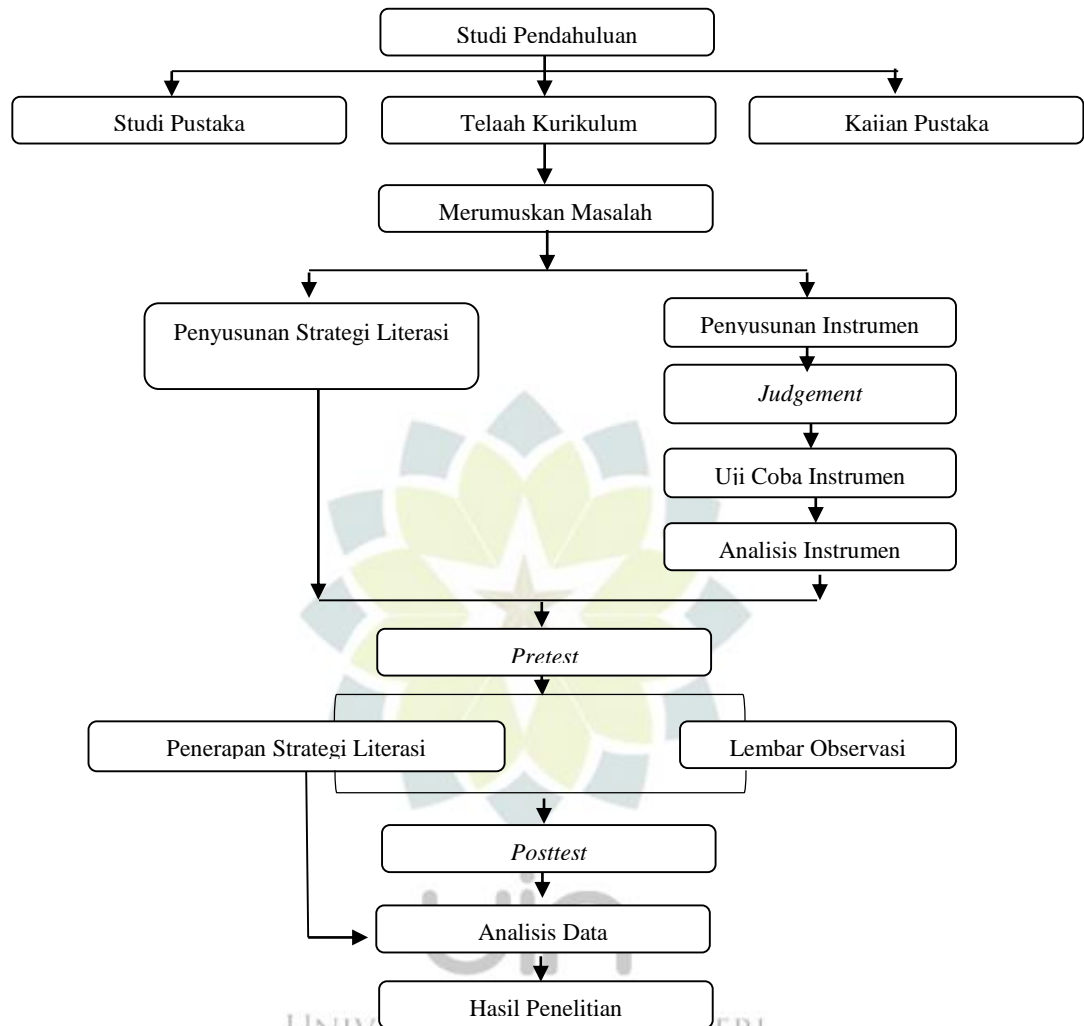 Studi Pendahuluan
Studi Pustaka
Telaah Kurikulum
Kajian Pustaka
Merumuskan Masalah
Penyusunan Strategi Literasi
Penyusunan Instrumen
Judgement
Uji Coba Instrumen
Analisis Instrumen
Pretest
Penerapan Strategi Literasi
Lembar Observasi
Posttest
uin
Analisis Data
Hasil Penelitian